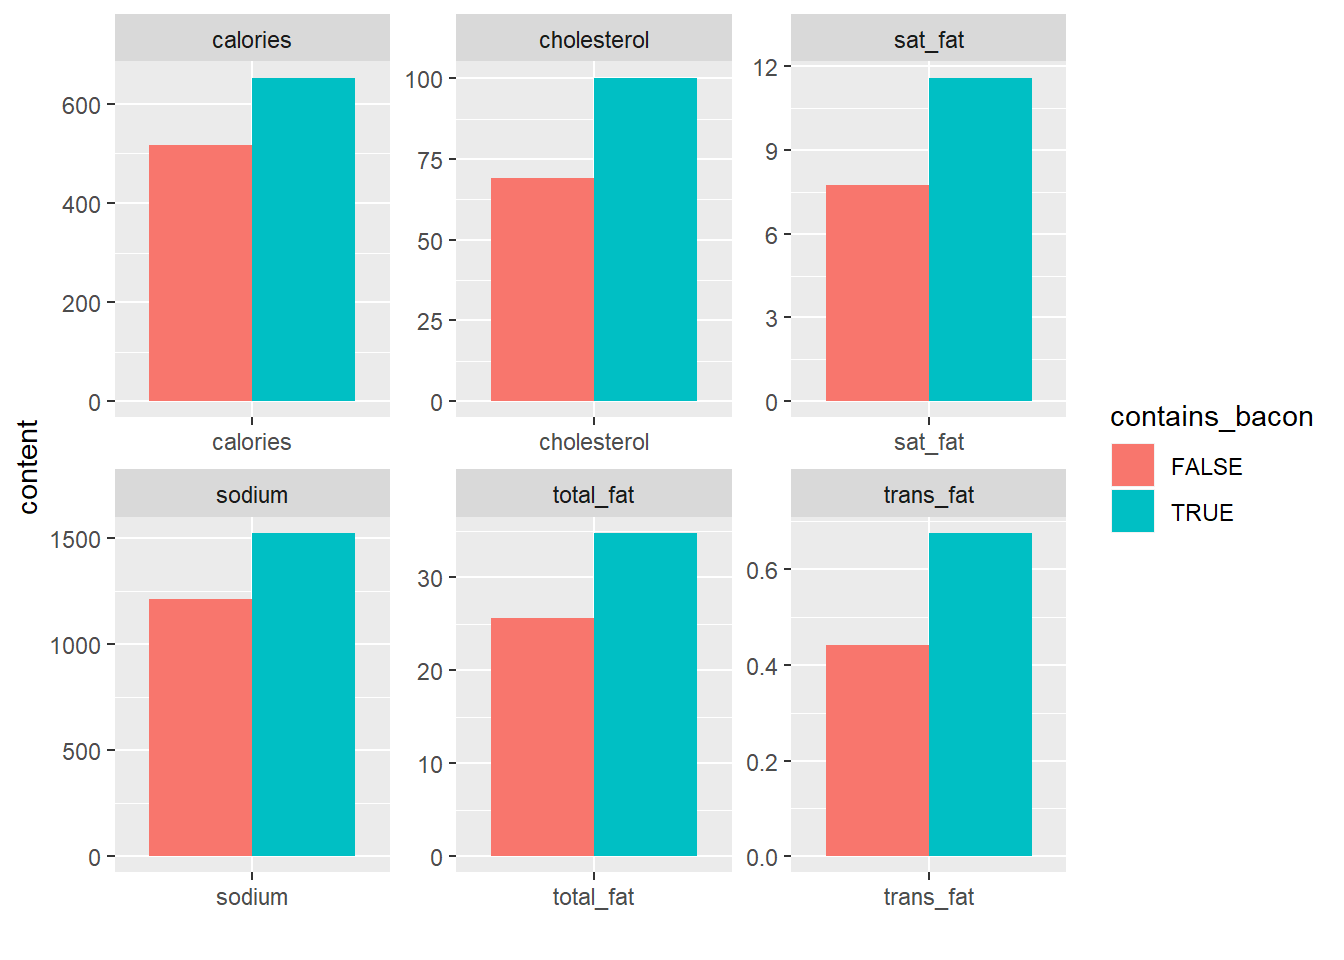 calories
cholesterol
sat_fat
600
400
200
0
calories
100
75
50
25
0
cholesterol
12
9
6
3
0
sat_fat
content
sodium
total_fat
trans_fat
1500
1000
500
0
sodium
30
20
10
0
total_fat
0.6
0.4
0.2
0.0
trans_fat
contains_bacon
FALSE
TRUE